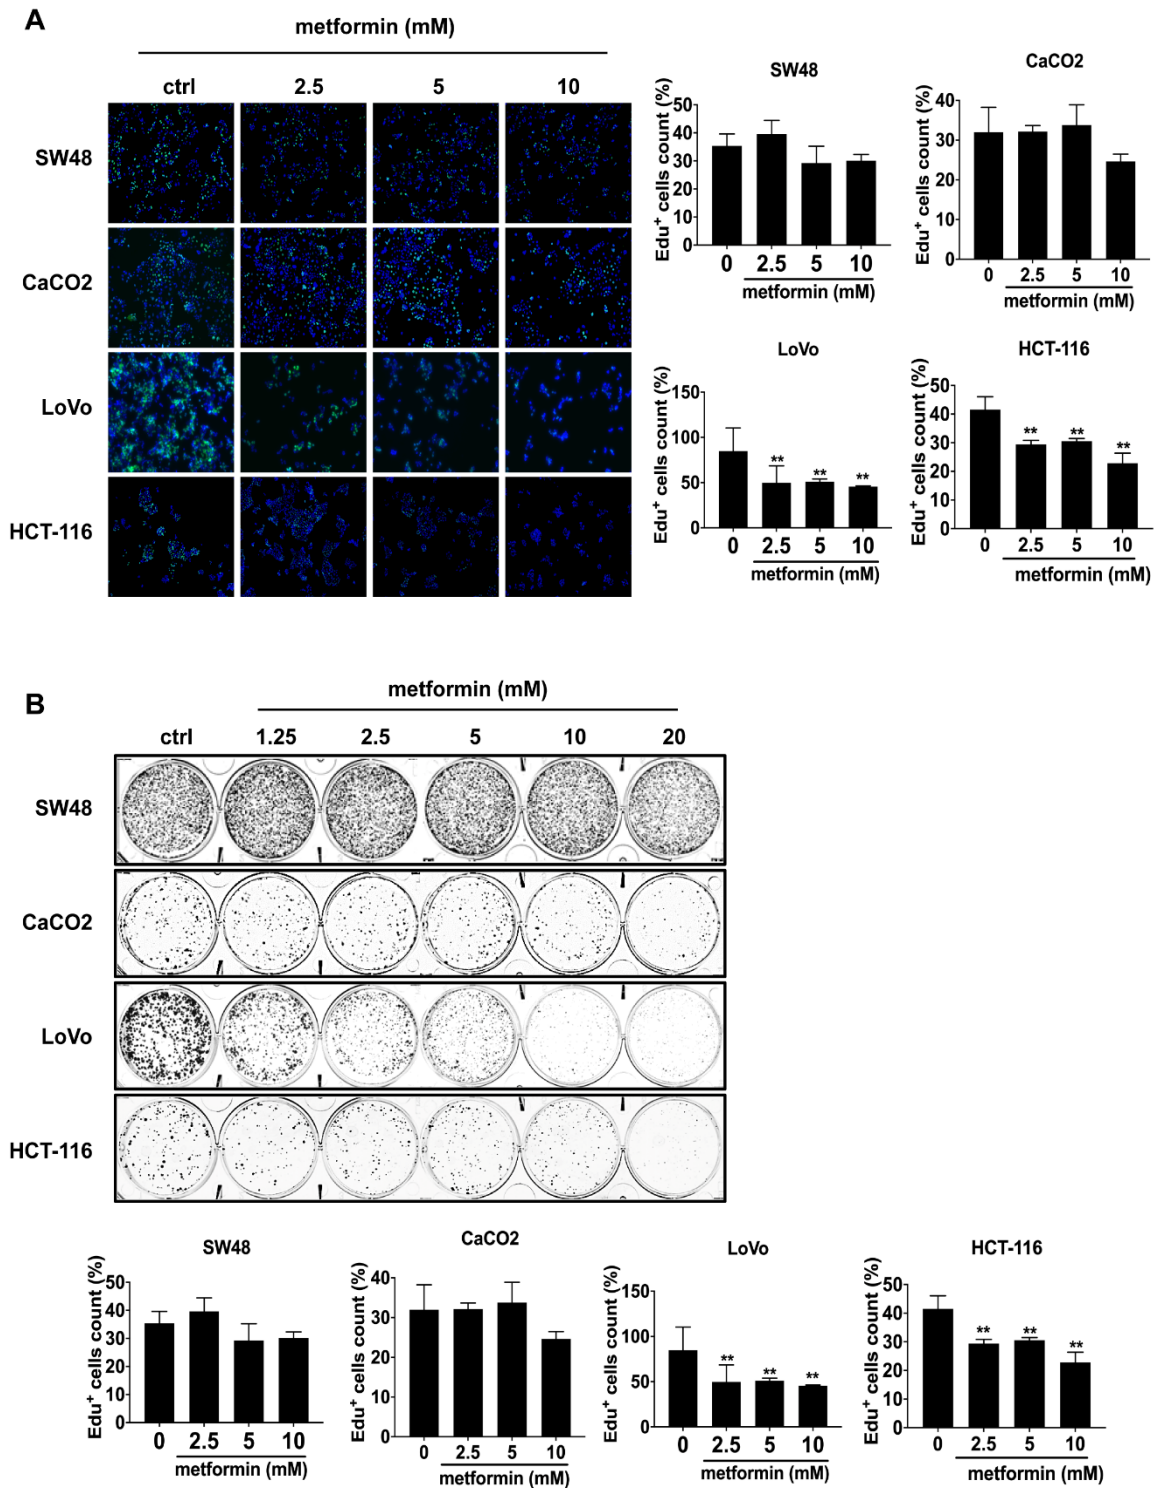 A
metformin (mM)
ctrl 2.5 5 10
SW48
CaCO2
LoVo
HCT-116
SW48
Edu+ cells count (%)
50
40
30
20
10
0
0 2.5 5 10
metformin (mM)
CaCO2
Edu+ cells count (%)
40
30
20
10
0
0 2.5 5 10
metformin (mM)
LoVo
Edu+ cells count (%)
150
100
50
0
** ** **
0 2.5 5 10
metformin (mM)
HCT-116
Edu+ cells count (%)
50
40
30
20
10
0
** ** **
0 2.5 5 10
metformin (mM)
B
metformin (mM)
ctrl 1.25 2.5 5 10 20
SW48
CaCO2
LoVo
HCT-116
SW48
Edu+ cells count (%)
50
40
30
20
10
0
0 2.5 5 10
metformin (mM)
CaCO2
Edu+ cells count (%)
40
30
20
10
0
0 2.5 5 10
metformin (mM)
LoVo
Edu+ cells count (%)
150
100
50
0
** ** **
0 2.5 5 10
metformin (mM)
HCT-116
Edu+ cells count (%)
50
40
30
20
10
0
** ** **
0 2.5 5 10
metformin (mM)